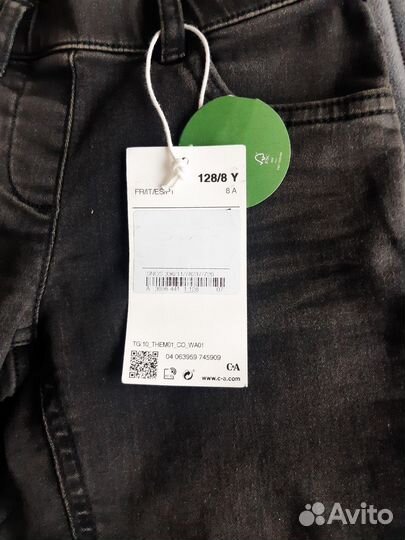 128/8 Y
FR/IT/ES/PT 8 A
TG:10_THEM01_CO_WA01
04 063959 745909
C&A
www.c-a.com
Avito